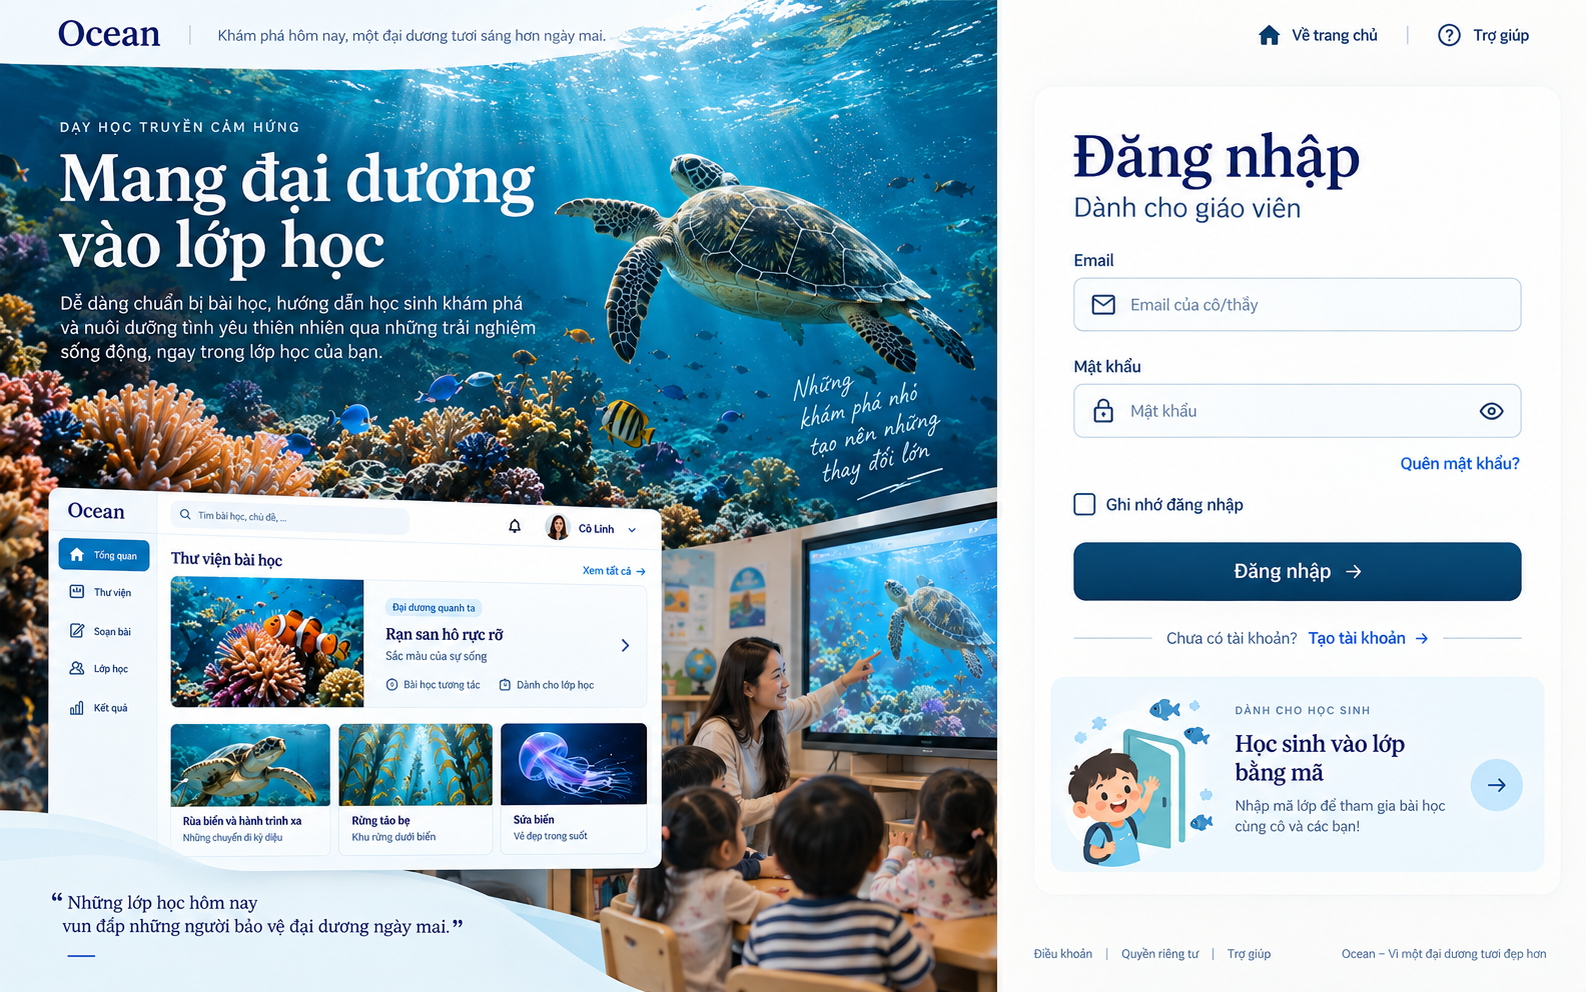 Ocean
Khám phá hôm nay, một đại dương tươi sáng hơn ngày mai.
DẠY HỌC TRUYỀN CẢM HỨNG
Mang đại dương
vào lớp học
Dễ dàng chuẩn bị bài học, hướng dẫn học sinh khám phá
và nuôi dưỡng tình yêu thiên nhiên qua những trải nghiệm
sống động, ngay trong lớp học của bạn.
Những
khám phá nhỏ
tạo nên những
thay đổi lớn
Ocean
Tìm bài học, chủ đề, ...
Cô Linh
Tổng quan
Thư viện
Soạn bài
Lớp học
Kết quả
Thư viện bài học
Xem tất cả →
Đại dương quanh ta
Rạn san hô rực rỡ
Sắc màu của sự sống
Bài học tương tác
Dành cho lớp học
Rùa biển và hành trình xa
Những chuyến đi kỳ diệu
Rừng tảo bẹ
Khu rừng dưới biển
Sứa biển
Vẻ đẹp trong suốt
“ Những lớp học hôm nay
vun đắp những người bảo vệ đại dương ngày mai. ”
Về trang chủ
Trợ giúp
Đăng nhập
Dành cho giáo viên
Email
Email của cô/thầy
Mật khẩu
Mật khẩu
Quên mật khẩu?
Ghi nhớ đăng nhập
Đăng nhập →
Chưa có tài khoản? Tạo tài khoản →
DÀNH CHO HỌC SINH
Học sinh vào lớp
bằng mã
Nhập mã lớp để tham gia bài học
cùng cô và các bạn!
Điều khoản | Quyền riêng tư | Trợ giúp
Ocean – Vì một đại dương tươi đẹp hơn